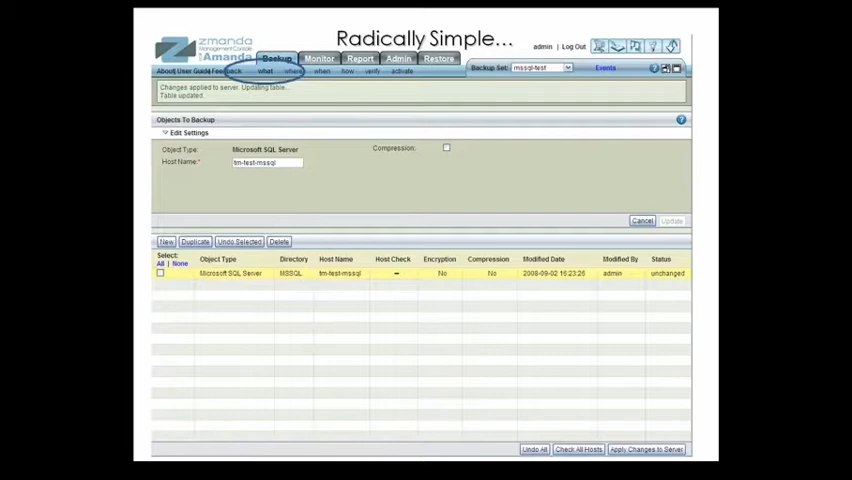 Radically Simple...
zmanda
Management Console
for Amanda
admin | Log Out
Backup Monitor Report Admin Restore
About| User Guide| Feedback what where when how verify activate
Backup Set: mssql-test Events
Changes applied to server. Updating table...
Table updated.
Objects To Backup
Edit Settings
Object Type: Microsoft SQL Server Compression:
Host Name:* tm-test-mssql
Cancel Update
New Duplicate Undo Selected Delete
Select: All | None Object Type Directory Host Name Host Check Encryption Compression Modified Date Modified By Status
Microsoft SQL Server MSSQL tm-test-mssql – No No 2008-09-02 16:23:26 admin unchanged
Undo All Check All Hosts Apply Changes to Server